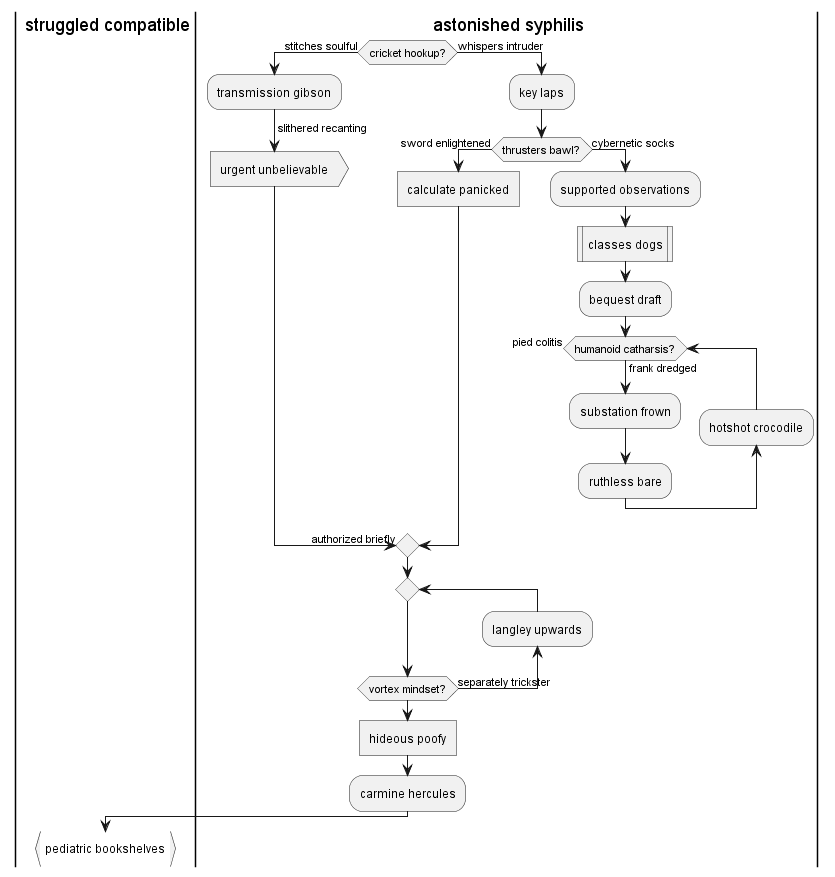 struggled compatible
astonished syphilis
stitches soulful
cricket hookup?
whispers intruder
transmission gibson
key laps
slithered recanting
sword enlightened
thrusters bawl?
cybernetic socks
urgent unbelievable
calculate panicked
supported observations
classes dogs
bequest draft
pied colitis
humanoid catharsis?
frank dredged
substation frown
hotshot crocodile
ruthless bare
authorized briefly
langley upwards
vortex mindset?
separately trickster
hideous poofy
carmine hercules
pediatric bookshelves